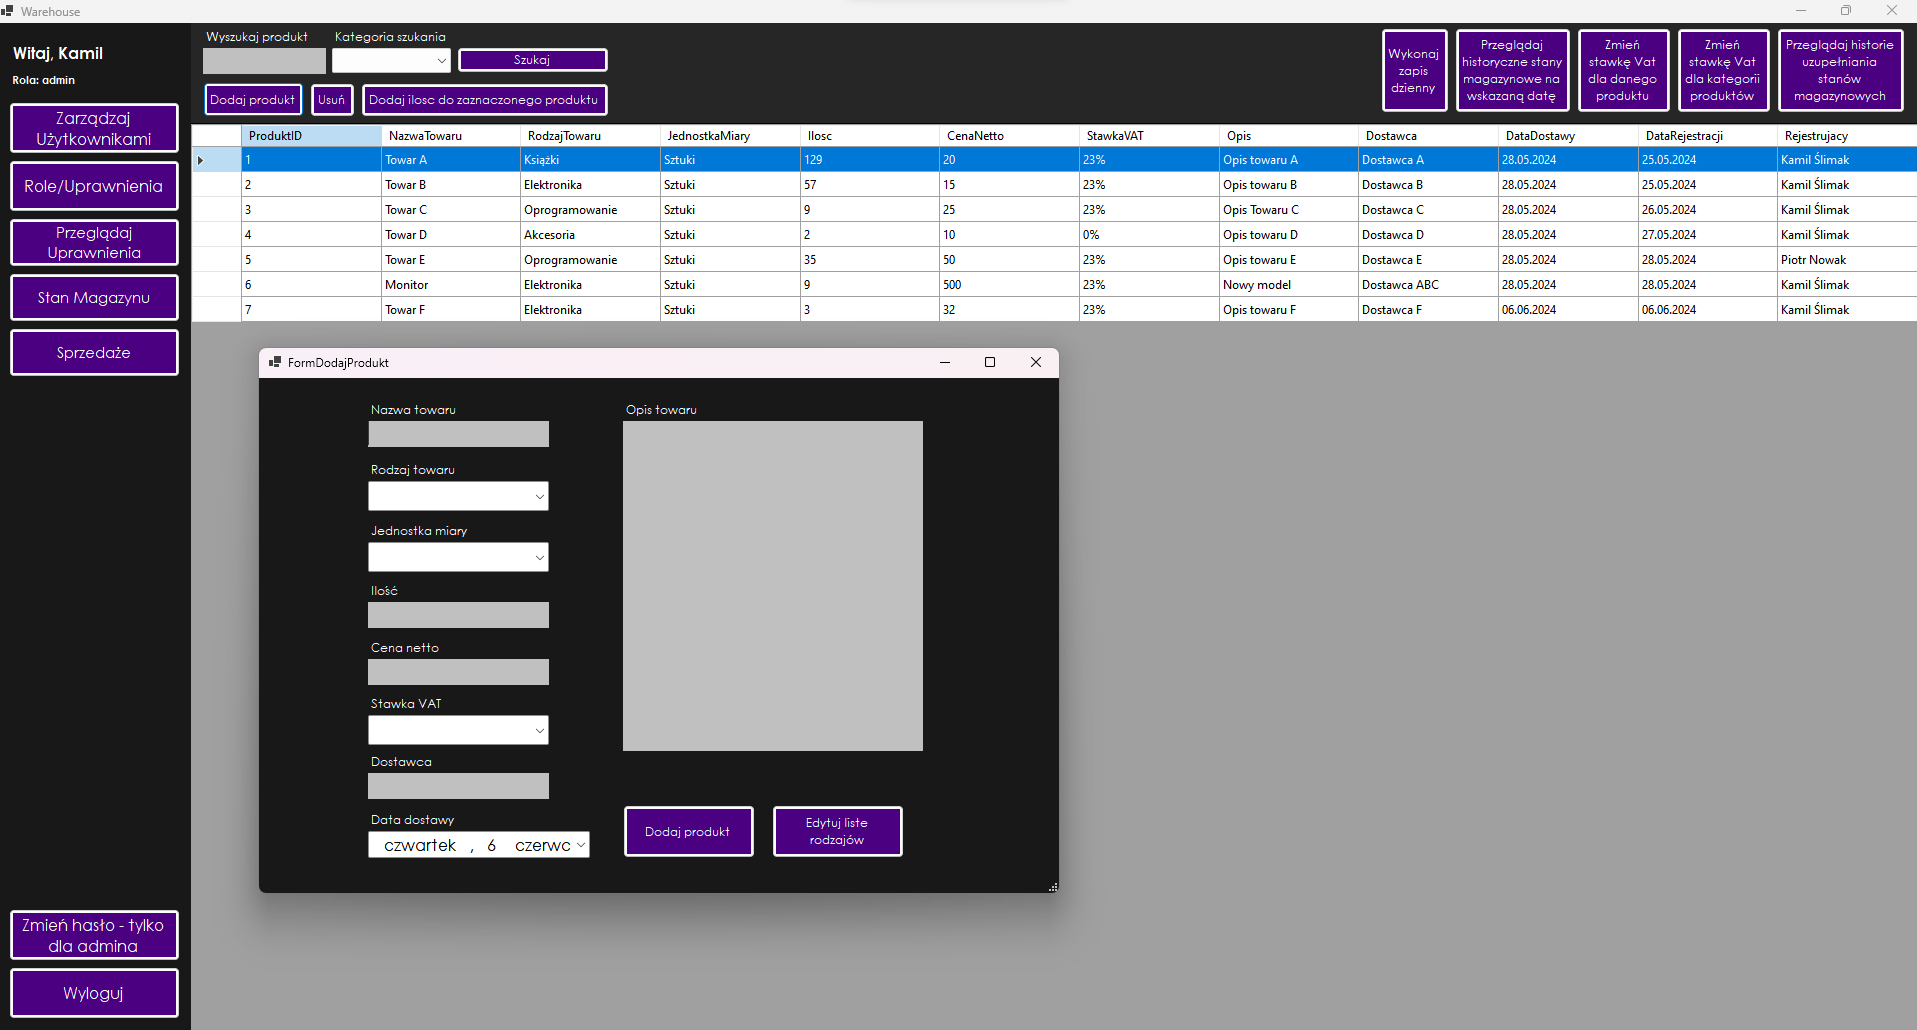 Warehouse
Witaj, Kamil
Rola: admin
Zarządzaj
Użytkownikami
Role/Uprawnienia
Przeglądaj
Uprawnienia
Stan Magazynu
Sprzedaże
Zmień hasło - tylko
dla admina
Wyloguj
Wyszukaj produkt
Kategoria szukania
Szukaj
Dodaj produkt
Usuń
Dodaj ilosc do zaznaczonego produktu
Wykonaj
zapis
dzienny
Przeglądaj
historyczne stany
magazynowe na
wskazaną datę
Zmień
stawkę Vat
dla danego
produktu
Zmień
stawkę Vat
dla kategorii
produktów
Przeglądaj historie
uzupełniania
stanów
magazynowych
ProduktID NazwaTowaru RodzajTowaru JednostkaMiary Ilosc CenaNetto StawkaVAT Opis Dostawca DataDostawy DataRejestracji Rejestrujacy
1 Towar A Książki Sztuki 129 20 23% Opis towaru A Dostawca A 28.05.2024 25.05.2024 Kamil Ślimak
2 Towar B Elektronika Sztuki 57 15 23% Opis towaru B Dostawca B 28.05.2024 25.05.2024 Kamil Ślimak
3 Towar C Oprogramowanie Sztuki 9 25 23% Opis Towaru C Dostawca C 28.05.2024 26.05.2024 Kamil Ślimak
4 Towar D Akcesoria Sztuki 2 10 0% Opis towaru D Dostawca D 28.05.2024 27.05.2024 Kamil Ślimak
5 Towar E Oprogramowanie Sztuki 35 50 23% Opis towaru E Dostawca E 28.05.2024 28.05.2024 Piotr Nowak
6 Monitor Elektronika Sztuki 9 500 23% Nowy model Dostawca ABC 28.05.2024 28.05.2024 Kamil Ślimak
7 Towar F Elektronika Sztuki 3 32 23% Opis towaru F Dostawca F 06.06.2024 06.06.2024 Kamil Ślimak
FormDodajProdukt
Nazwa towaru
Rodzaj towaru
Jednostka miary
Ilość
Cena netto
Stawka VAT
Dostawca
Data dostawy
czwartek , 6 czerwc
Opis towaru
Dodaj produkt
Edytuj liste
rodzajów